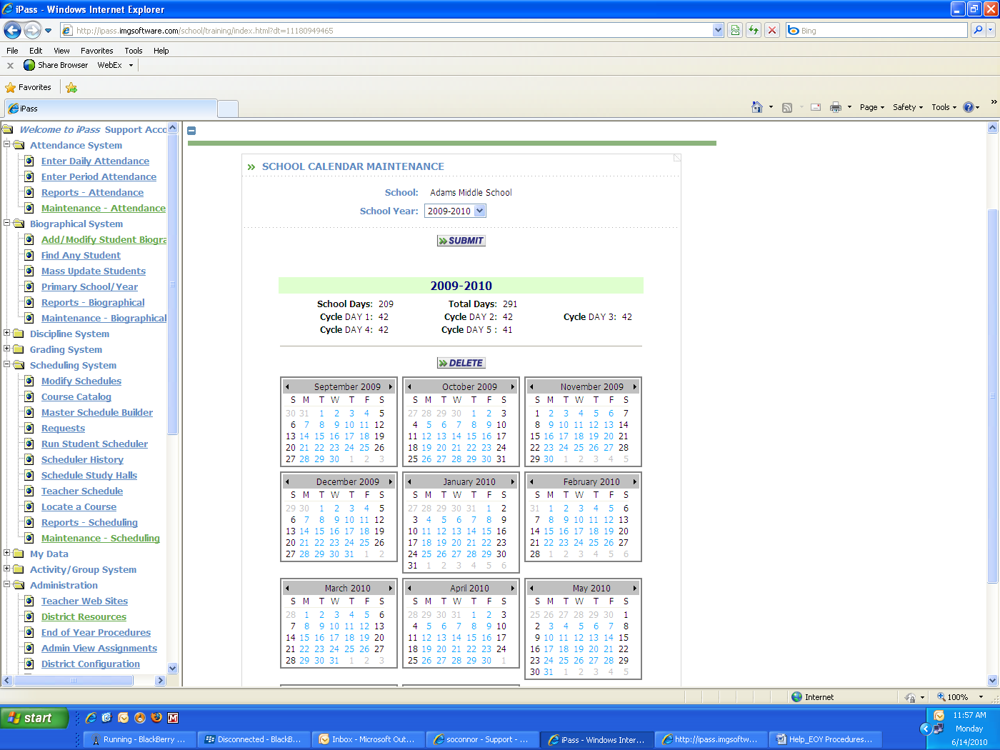 iPass - Windows Internet Explorer
http://ipass.imgsoftware.com/school/training/index.html?dt=11180949465
Bing
File Edit View Favorites Tools Help
x Share Browser WebEx
Favorites
iPass
Page Safety Tools »
Welcome to iPass Support Acco
Attendance System
Enter Daily Attendance
Enter Period Attendance
Reports - Attendance
Maintenance - Attendance
Biographical System
Add/Modify Student Biogra
Find Any Student
Mass Update Students
Primary School/Year
Reports - Biographical
Maintenance - Biographical
Discipline System
Grading System
Scheduling System
Modify Schedules
Course Catalog
Master Schedule Builder
Requests
Run Student Scheduler
Scheduler History
Schedule Study Halls
Teacher Schedule
Locate a Course
Reports - Scheduling
Maintenance - Scheduling
My Data
Activity/Group System
Administration
Teacher Web Sites
District Resources
End of Year Procedures
Admin View Assignments
District Configuration
SCHOOL CALENDAR MAINTENANCE
School: Adams Middle School
School Year: 2009-2010
SUBMIT
2009-2010
School Days: 209 Total Days: 291
Cycle DAY 1: 42 Cycle DAY 2: 42 Cycle DAY 3: 42
Cycle DAY 4: 42 Cycle DAY 5 : 41
DELETE
September 2009
S M T W T F S
30 31 1 2 3 4 5
6 7 8 9 10 11 12
13 14 15 16 17 18 19
20 21 22 23 24 25 26
27 28 29 30 1 2 3
October 2009
S M T W T F S
27 28 29 30 1 2 3
4 5 6 7 8 9 10
11 12 13 14 15 16 17
18 19 20 21 22 23 24
25 26 27 28 29 30 31
November 2009
S M T W T F S
1 2 3 4 5 6 7
8 9 10 11 12 13 14
15 16 17 18 19 20 21
22 23 24 25 26 27 28
29 30 1 2 3 4 5
December 2009
S M T W T F S
29 30 1 2 3 4 5
6 7 8 9 10 11 12
13 14 15 16 17 18 19
20 21 22 23 24 25 26
27 28 29 30 31 1 2
January 2010
S M T W T F S
27 28 29 30 31 1 2
3 4 5 6 7 8 9
10 11 12 13 14 15 16
17 18 19 20 21 22 23
24 25 26 27 28 29 30
31 1 2 3 4 5 6
February 2010
S M T W T F S
31 1 2 3 4 5 6
7 8 9 10 11 12 13
14 15 16 17 18 19 20
21 22 23 24 25 26 27
28 1 2 3 4 5 6
March 2010
S M T W T F S
28 1 2 3 4 5 6
7 8 9 10 11 12 13
14 15 16 17 18 19 20
21 22 23 24 25 26 27
28 29 30 31 1 2 3
April 2010
S M T W T F S
28 29 30 31 1 2 3
4 5 6 7 8 9 10
11 12 13 14 15 16 17
18 19 20 21 22 23 24
25 26 27 28 29 30 1
May 2010
S M T W T F S
25 26 27 28 29 30 1
2 3 4 5 6 7 8
9 10 11 12 13 14 15
16 17 18 19 20 21 22
23 24 25 26 27 28 29
30 31 1 2 3 4 5
Internet 100%
start
Running - BlackBerry ... Disconnected - BlackB... Inbox - Microsoft Out... soconnor - Support - ... iPass - Windows Inter... http://ipass.imgsoftw... Help_EOY Procedures...
11:57 AM
Monday
6/14/2010